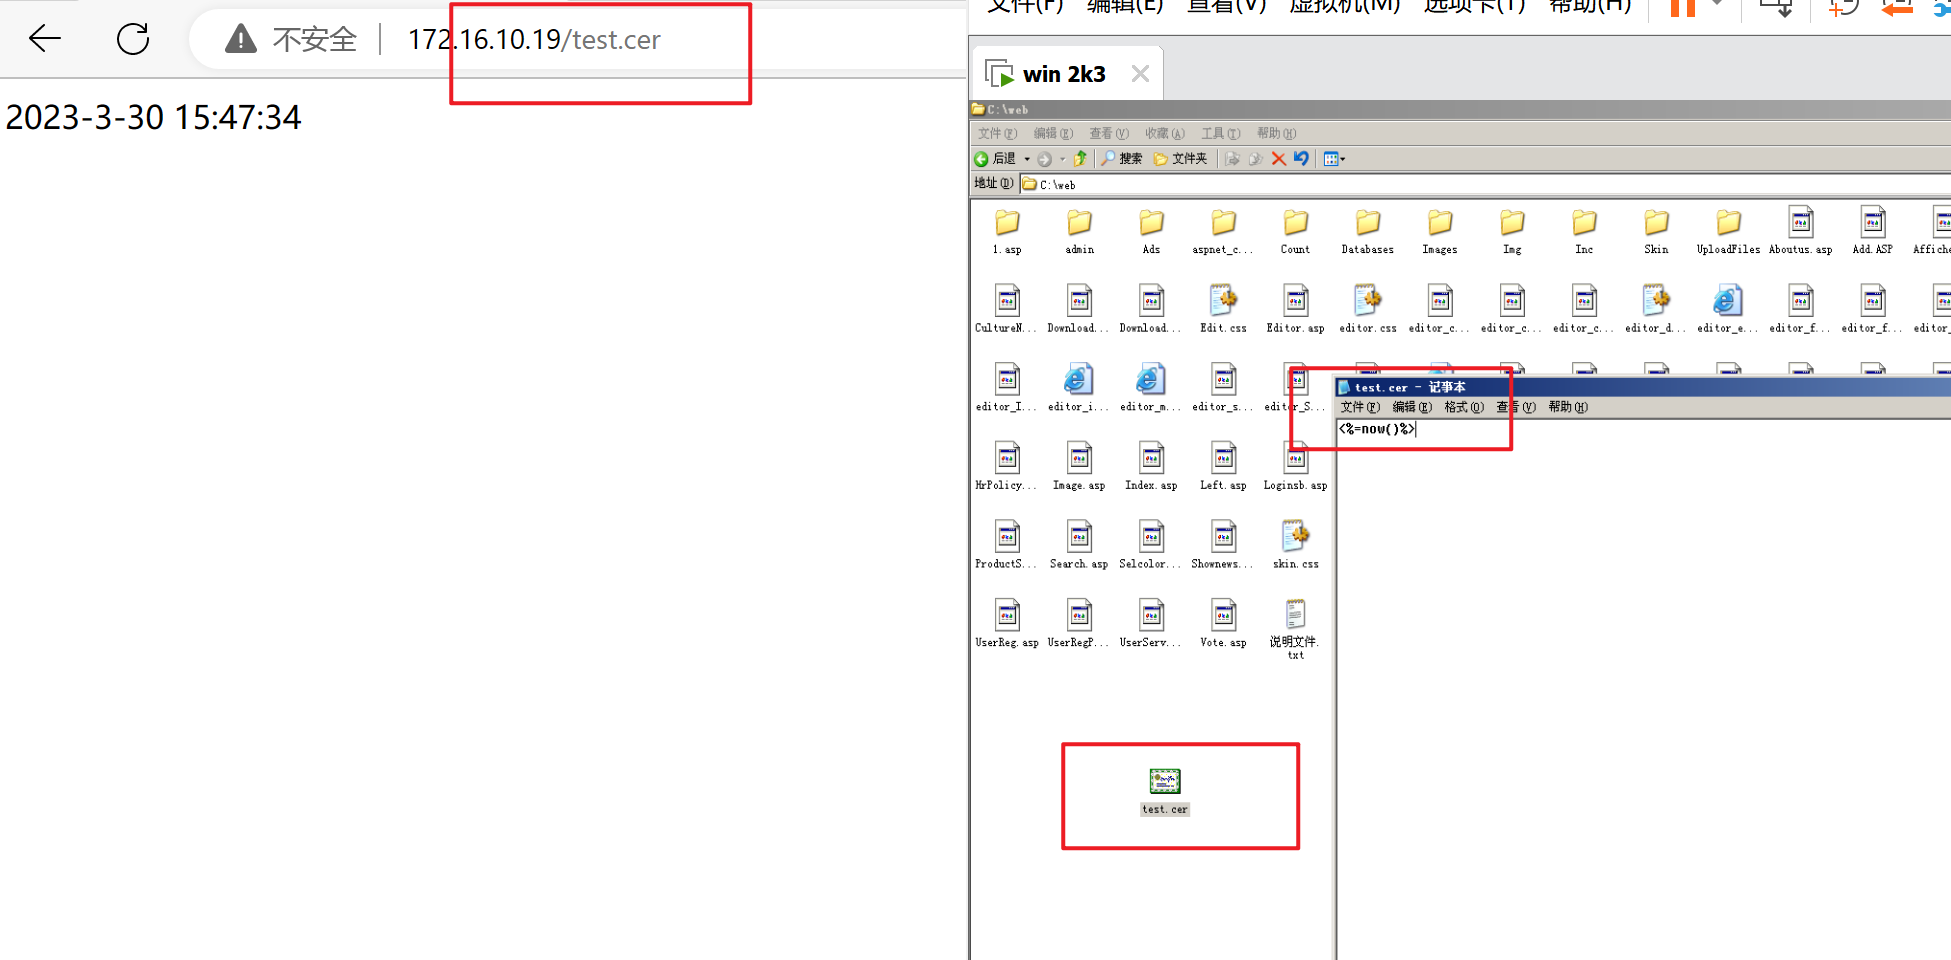 不安全 172.16.10.19/test.cer
2023-3-30 15:47:34
文件(F) 编辑(E) 查看(V) 虚拟机(M) 选项卡(T) 帮助(H)
win 2k3
C:\web
文件(F) 编辑(E) 查看(V) 收藏(A) 工具(T) 帮助(H)
后退 搜索 文件夹
地址(D) C:\web
1.asp admin Ads aspnet_c... Count Databases Images Img Inc Skin UploadFiles Aboutus.asp Add.ASP Affiche
CultureN... Download... Download... Edit.css Editor.asp editor.css editor_c... editor_c... editor_c... editor_d... editor_e... editor_f... editor_f... editor_
editor_I... editor_i... editor_m... editor_s... editor_S...
test.cer - 记事本
文件(F) 编辑(E) 格式(O) 查看(V) 帮助(H)
<%=now()%>
HrPolicy... Image.asp Index.asp Left.asp Loginsb.asp
ProductS... Search.asp Selcolor... Shownews... skin.css
UserReg.asp UserRegP... UserServ... Vote.asp 说明文件.
txt
test.cer